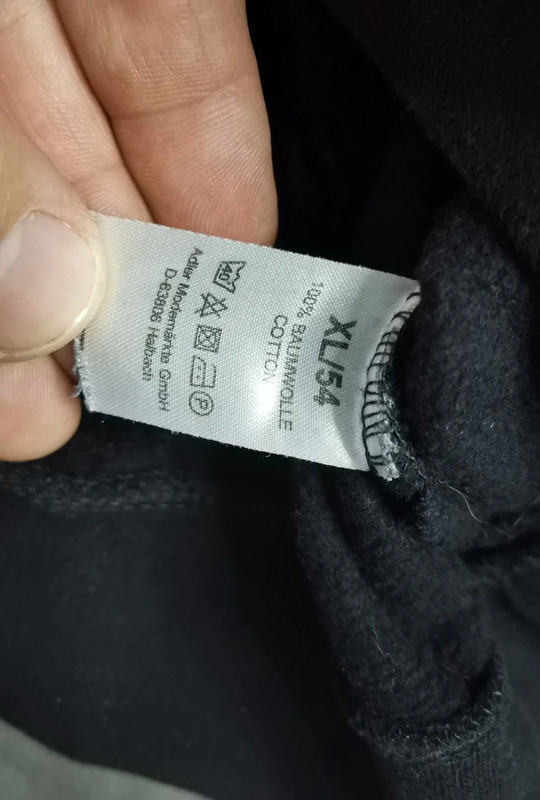 XL/54
100% BAUMWOLLE
COTTON
40 P
Adler Modemärkte GmbH
D-63808 Haibach